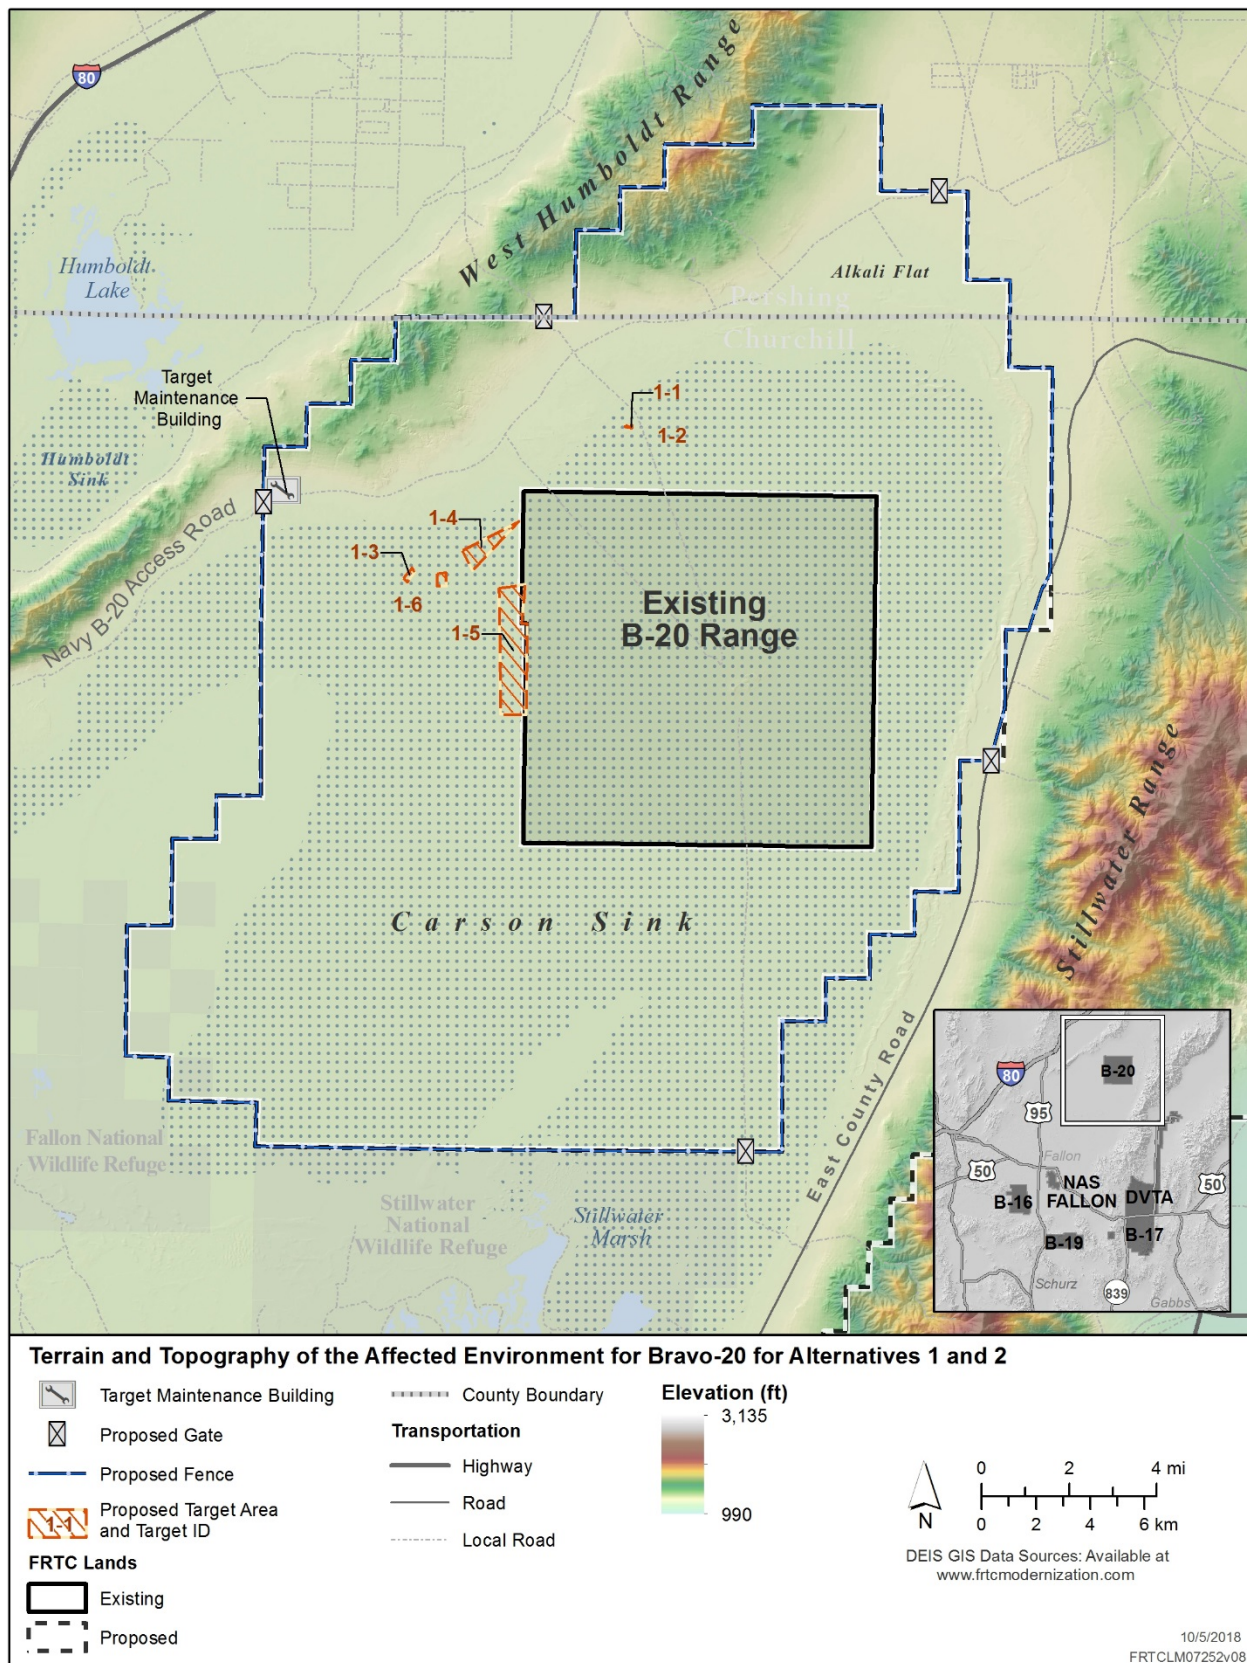 80
West Humboldt Range
Humboldt
Lake
Alkali Flat
Pershing
Churchill
Target
Maintenance
Building
1-1
1-2
Humboldt
Sink
Navy B-20 Access Road
1-4
1-3
1-6
1-5
Existing
B-20 Range
Stillwater Range
Carson Sink
East County Road
Fallon National
Wildlife Refuge
Stillwater
National
Wildlife Refuge
Stillwater
Marsh
80
B-20
95
Fallon
50
NAS
FALLON
DVTA
50
B-16
B-19
B-17
Schurz
839
Gabbs
Terrain and Topography of the Affected Environment for Bravo-20 for Alternatives 1 and 2
Target Maintenance Building
Proposed Gate
Proposed Fence
1-1
Proposed Target Area
and Target ID
FRTC Lands
Existing
Proposed
County Boundary
Transportation
Highway
Road
Local Road
Elevation (ft)
3,135
990
N
0 2 4 mi
0 2 4 6 km
DEIS GIS Data Sources: Available at
www.frtcmodernization.com
10/5/2018
FRTCLM07252v08